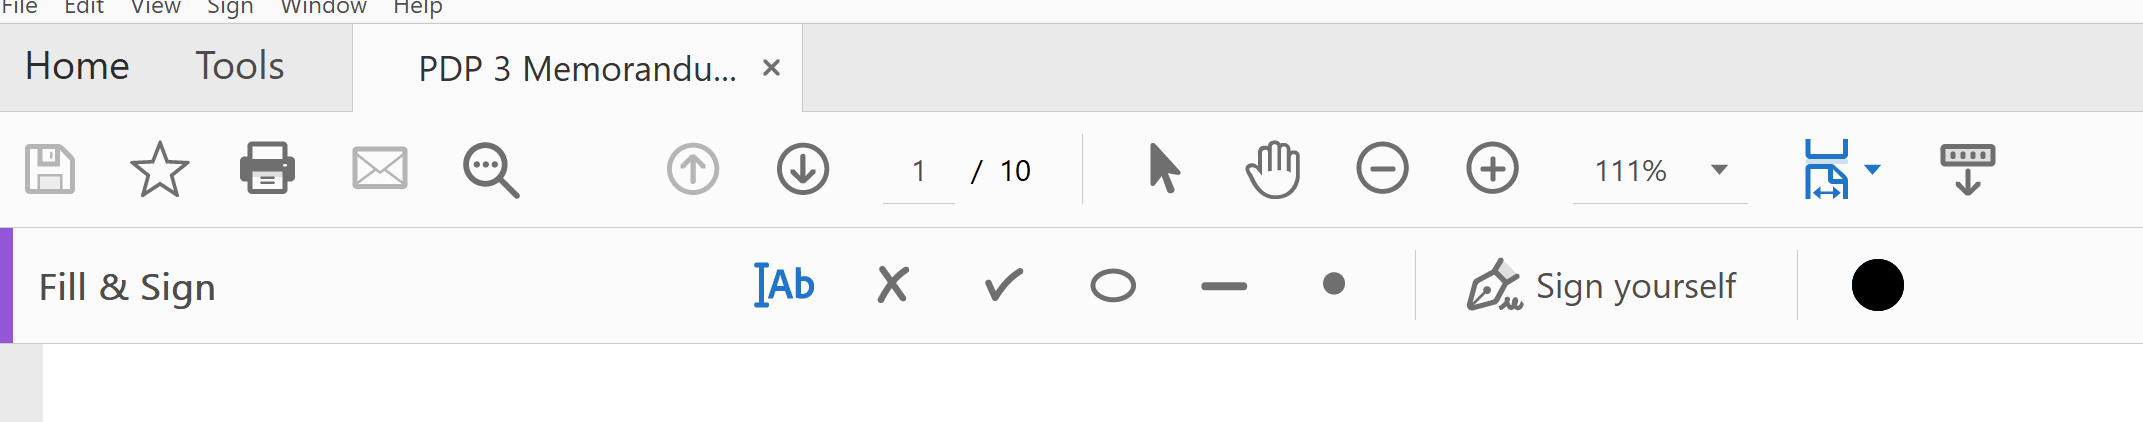 File Edit View Sign Window Help
Home Tools PDP 3 Memorandu...
1 / 10 111%
Fill & Sign Ab Sign yourself